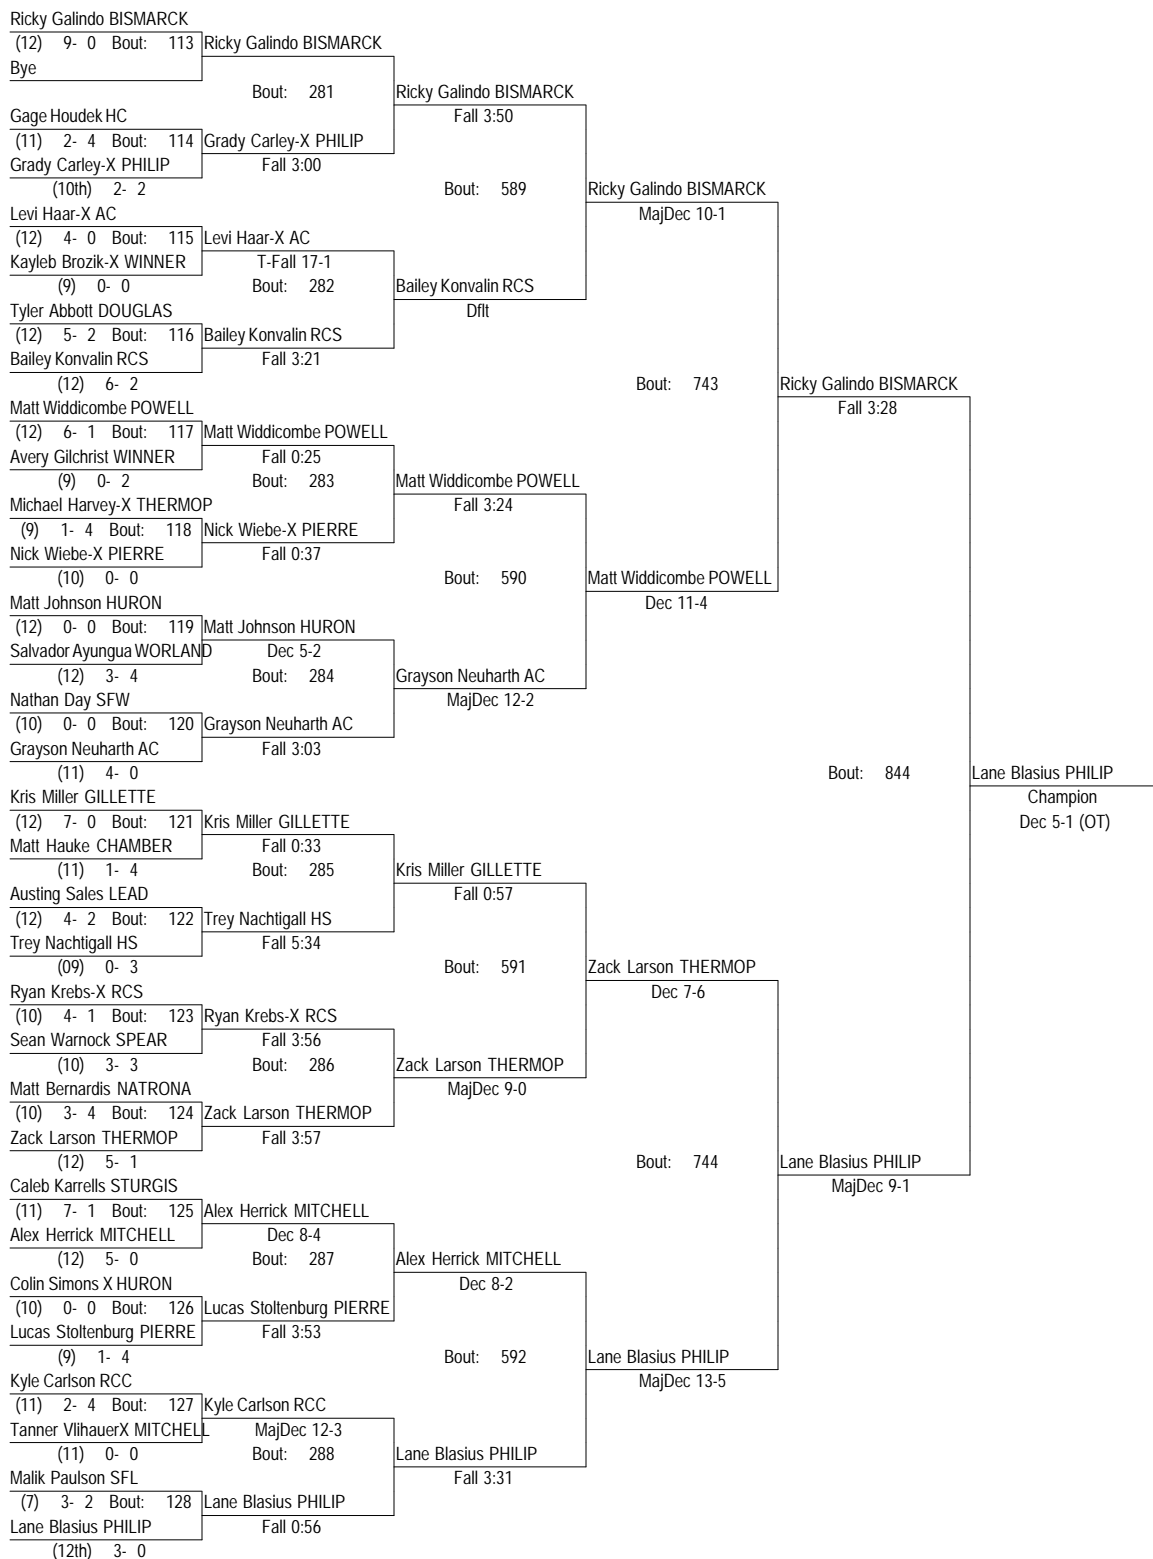 Ricky Galindo BISMARCK
(12) 9- 0 Bout: 113 Ricky Galindo BISMARCK
Bye
Bout: 281 Ricky Galindo BISMARCK
Gage Houdek HC Fall 3:50
(11) 2- 4 Bout: 114 Grady Carley-X PHILIP
Grady Carley-X PHILIP Fall 3:00
(10th) 2- 2 Bout: 589 Ricky Galindo BISMARCK
Levi Haar-X AC MajDec 10-1
(12) 4- 0 Bout: 115 Levi Haar-X AC
Kayleb Brozik-X WINNER T-Fall 17-1
(9) 0- 0 Bout: 282 Bailey Konvalin RCS
Tyler Abbott DOUGLAS Dflt
(12) 5- 2 Bout: 116 Bailey Konvalin RCS
Bailey Konvalin RCS Fall 3:21
(12) 6- 2 Bout: 743 Ricky Galindo BISMARCK
Matt Widdicombe POWELL Fall 3:28
(12) 6- 1 Bout: 117 Matt Widdicombe POWELL
Avery Gilchrist WINNER Fall 0:25
(9) 0- 2 Bout: 283 Matt Widdicombe POWELL
Michael Harvey-X THERMOP Fall 3:24
(9) 1- 4 Bout: 118 Nick Wiebe-X PIERRE
Nick Wiebe-X PIERRE Fall 0:37
(10) 0- 0 Bout: 590 Matt Widdicombe POWELL
Matt Johnson HURON Dec 11-4
(12) 0- 0 Bout: 119 Matt Johnson HURON
Salvador Ayungua WORLAND Dec 5-2
(12) 3- 4 Bout: 284 Grayson Neuharth AC
Nathan Day SFW MajDec 12-2
(10) 0- 0 Bout: 120 Grayson Neuharth AC
Grayson Neuharth AC Fall 3:03
(11) 4- 0 Bout: 844 Lane Blasius PHILIP
Kris Miller GILLETTE Champion
(12) 7- 0 Bout: 121 Kris Miller GILLETTE Dec 5-1 (OT)
Matt Hauke CHAMBER Fall 0:33
(11) 1- 4 Bout: 285 Kris Miller GILLETTE
Austing Sales LEAD Fall 0:57
(12) 4- 2 Bout: 122 Trey Nachtigall HS
Trey Nachtigall HS Fall 5:34
(09) 0- 3 Bout: 591 Zack Larson THERMOP
Ryan Krebs-X RCS Dec 7-6
(10) 4- 1 Bout: 123 Ryan Krebs-X RCS
Sean Warnock SPEAR Fall 3:56
(10) 3- 3 Bout: 286 Zack Larson THERMOP
Matt Bernardis NATRONA MajDec 9-0
(10) 3- 4 Bout: 124 Zack Larson THERMOP
Zack Larson THERMOP Fall 3:57
(12) 5- 1 Bout: 744 Lane Blasius PHILIP
Caleb Karrells STURGIS MajDec 9-1
(11) 7- 1 Bout: 125 Alex Herrick MITCHELL
Alex Herrick MITCHELL Dec 8-4
(12) 5- 0 Bout: 287 Alex Herrick MITCHELL
Colin Simons X HURON Dec 8-2
(10) 0- 0 Bout: 126 Lucas Stoltenburg PIERRE
Lucas Stoltenburg PIERRE Fall 3:53
(9) 1- 4 Bout: 592 Lane Blasius PHILIP
Kyle Carlson RCC MajDec 13-5
(11) 2- 4 Bout: 127 Kyle Carlson RCC
Tanner VlihauerX MITCHELL MajDec 12-3
(11) 0- 0 Bout: 288 Lane Blasius PHILIP
Malik Paulson SFL Fall 3:31
(7) 3- 2 Bout: 128 Lane Blasius PHILIP
Lane Blasius PHILIP Fall 0:56
(12th) 3- 0